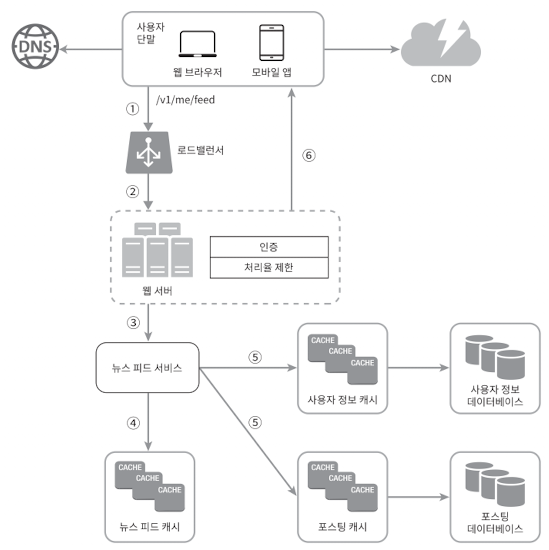 사용자
단말
DNS
웹 브라우저
모바일 앱
CDN
①
/v1/me/feed
로드밸런서
⑥
②
인증
처리율 제한
웹 서버
③
뉴스 피드 서비스
⑤
CACHE
CACHE
CACHE
사용자 정보 캐시
사용자 정보
데이터베이스
④
⑤
CACHE
CACHE
CACHE
뉴스 피드 캐시
CACHE
CACHE
CACHE
포스팅 캐시
포스팅
데이터베이스